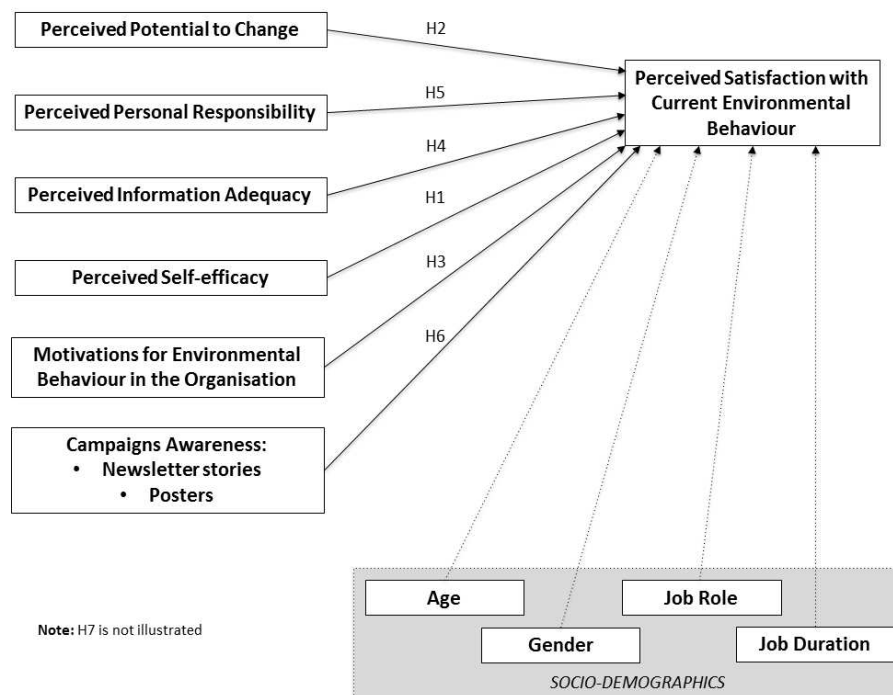 Perceived Potential to Change
H2
Perceived Satisfaction with
Current Environmental
Behaviour
Perceived Personal Responsibility
H5
Perceived Information Adequacy
H4
Perceived Self-efficacy
H1
Motivations for Environmental
Behaviour in the Organisation
H3
Campaigns Awareness:
• Newsletter stories
• Posters
H6
Age
Job Role
Gender
Job Duration
SOCIO-DEMOGRAPHICS
Note: H7 is not illustrated